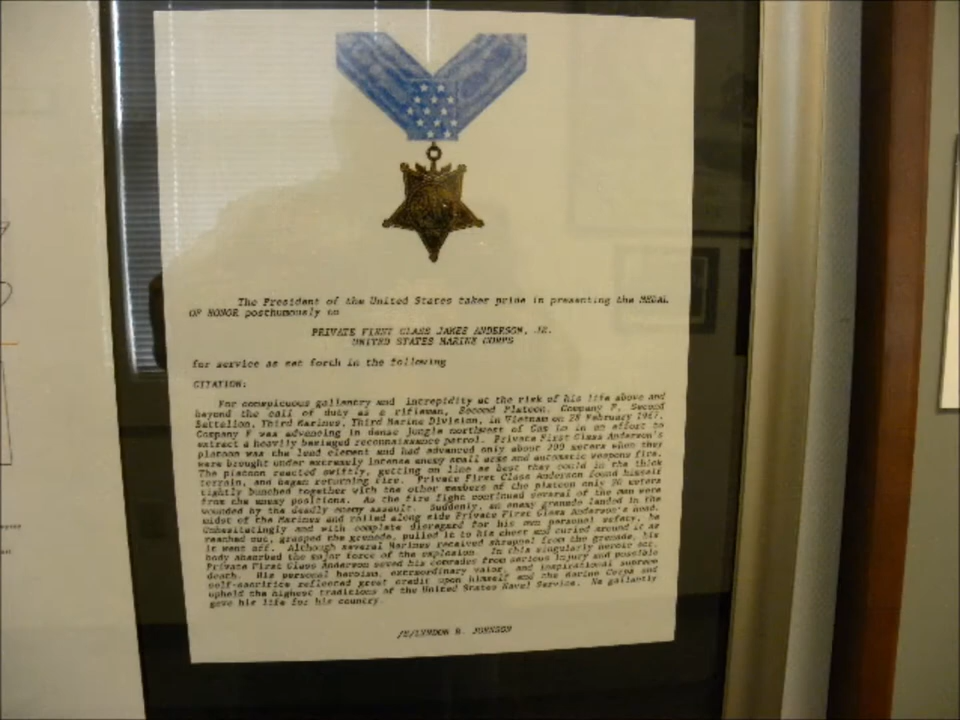 The President of the United States takes pride in presenting the MEDAL
OF HONOR posthumously to
PRIVATE FIRST CLASS JAMES ANDERSON, JR.
UNITED STATES MARINE CORPS
for service as set forth in the following
CITATION:
For conspicuous gallantry and intrepidity at the risk of his life above and
beyond the call of duty as a rifleman, Second Platoon, Company F, Second
Battalion, Third Marines, Third Marine Division, in Vietnam on 28 February 1967.
Company F was advancing in dense jungle northwest of Cam Lo in an effort to
extract a heavily besieged reconnaissance patrol. Private First Class Anderson's
platoon was the lead element and had advanced only about 200 meters when they
were brought under extremely intense enemy small arms and automatic weapons fire.
The platoon reacted swiftly, getting on line as best they could in the thick
terrain, and began returning fire. Private First Class Anderson found himself
tightly bunched together with the other members of the platoon only 20 meters
from the enemy positions. As the fire fight continued several of the men were
wounded by the deadly enemy assault. Suddenly, an enemy grenade landed in the
midst of the Marines and rolled along side Private First Class Anderson's head.
Unhesitatingly and with complete disregard for his own personal safety, he
reached out, grasped the grenade, pulled it to his chest and curled around it as
it went off. Although several Marines received shrapnel from the grenade, his
body absorbed the major force of the explosion. In this singularly heroic act,
Private First Class Anderson saved his comrades from serious injury and possible
death. His personal heroism, extraordinary valor, and inspirational supreme
self-sacrifice reflected great credit upon himself and the Marine Corps and
upheld the highest traditions of the United States Naval Service. He gallantly
gave his life for his country.
/S/LYNDON B. JOHNSON